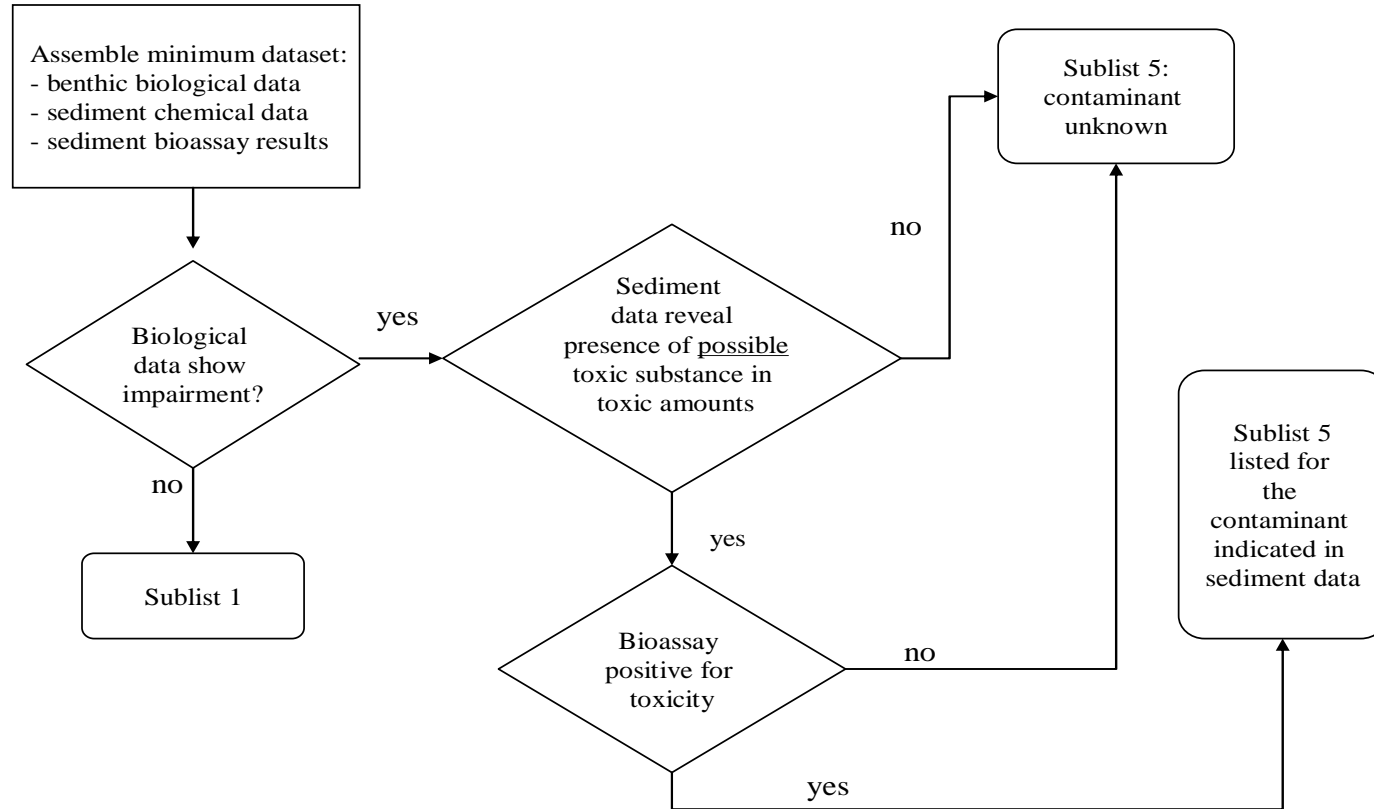 Assemble minimum dataset:
- benthic biological data
- sediment chemical data
- sediment bioassay results
Sublist 5:
contaminant
unknown
no
yes
Biological
data show
impairment?
Sediment
data reveal
presence of possible
toxic substance in
toxic amounts
no
Sublist 1
yes
Sublist 5
listed for
the
contaminant
indicated in
sediment data
Bioassay
positive for
toxicity
no
yes